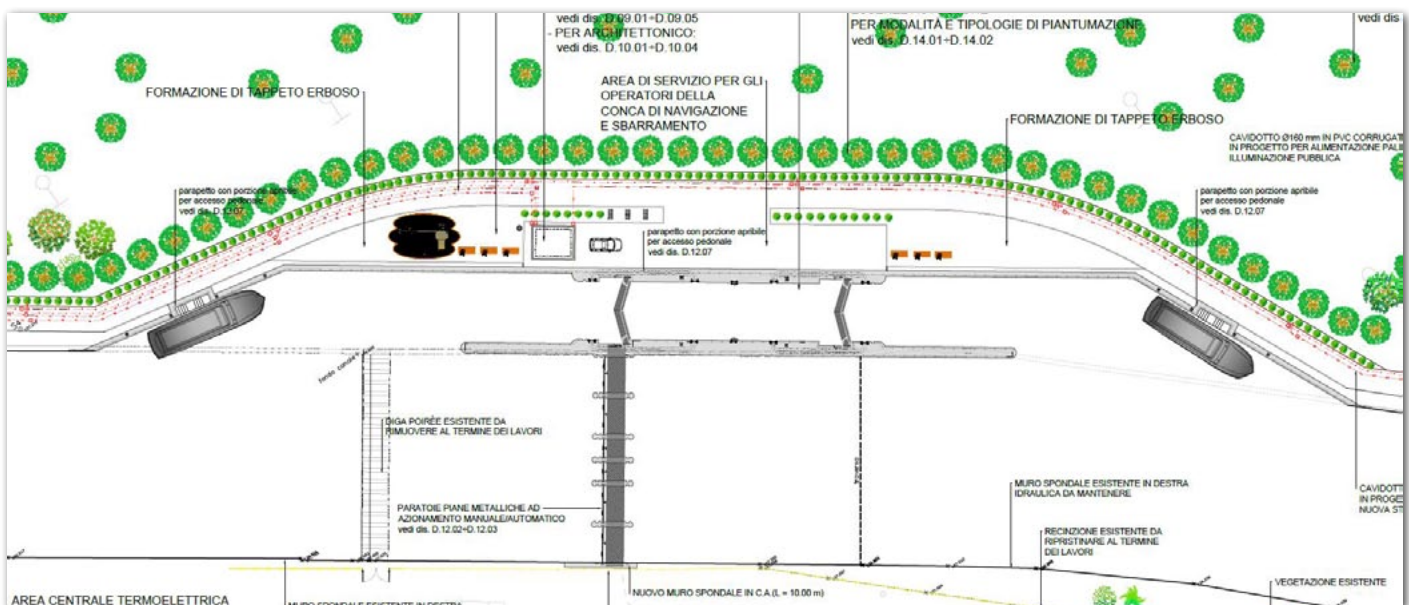 vedi dis. D.09.01÷D.09.05
- PER ARCHITETTONICO:
vedi dis. D.10.01÷D.10.04
PER MODALITÀ E TIPOLOGIE DI PIANTUMAZIONE
vedi dis. D.14.01÷D.14.02
vedi dis
FORMAZIONE DI TAPPETO ERBOSO
AREA DI SERVIZIO PER GLI
OPERATORI DELLA
CONCA DI NAVIGAZIONE
E SBARRAMENTO
FORMAZIONE DI TAPPETO ERBOSO
CAVIDOTTO Ø160 mm IN PVC CORRUGAT
IN PROGETTO PER ALIMENTAZIONE PALI
ILLUMINAZIONE PUBBLICA
parapetto con porzione apribile
per accesso pedonale
vedi dis. D.12.07
parapetto con porzione apribile
per accesso pedonale
vedi dis. D.12.07
parapetto con porzione apribile
per accesso pedonale
vedi dis. D.12.07
DIGA POIRÈE ESISTENTE DA
RIMUOVERE AL TERMINE DEI LAVORI
PARATOIE PIANE METALLICHE AD
AZIONAMENTO MANUALE/AUTOMATICO
vedi dis. D.12.02÷D.12.03
MURO SPONDALE ESISTENTE IN DESTRA
IDRAULICA DA MANTENERE
CAVIDOTT
IN PROGE
NUOVA ST
RECINZIONE ESISTENTE DA
RIPRISTINARE AL TERMINE
DEI LAVORI
VEGETAZIONE ESISTENTE
NUOVO MURO SPONDALE IN C.A.(L = 10.00 m)
AREA CENTRALE TERMOELETTRICA
MURO SPONDALE ESISTENTE IN DESTRA